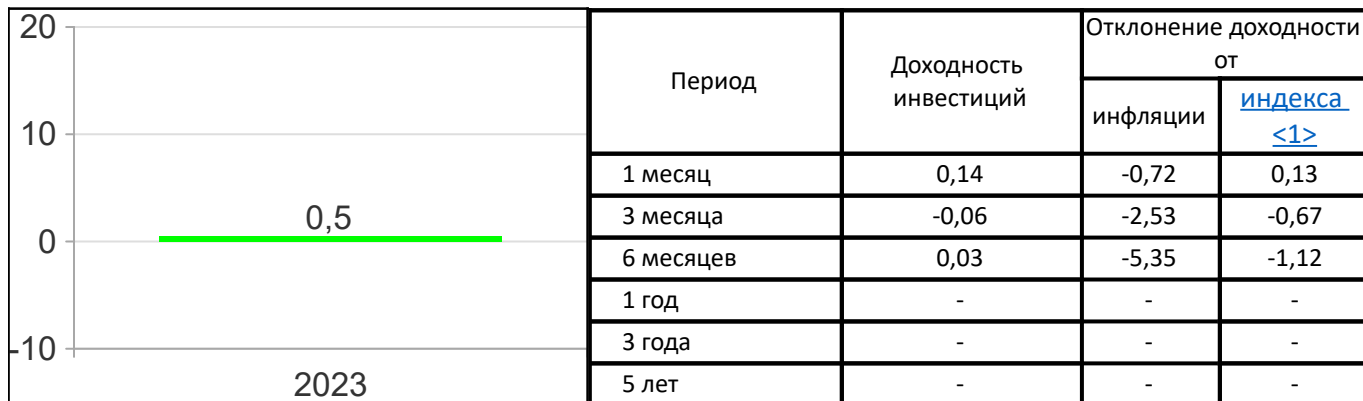 20
10
0
-10
0,5
2023
Период
Доходность
инвестиций
Отклонение доходности
от
инфляции
индекса
<1>
1 месяц 0,14 -0,72 0,13
3 месяца -0,06 -2,53 -0,67
6 месяцев 0,03 -5,35 -1,12
1 год - - -
3 года - - -
5 лет - - -